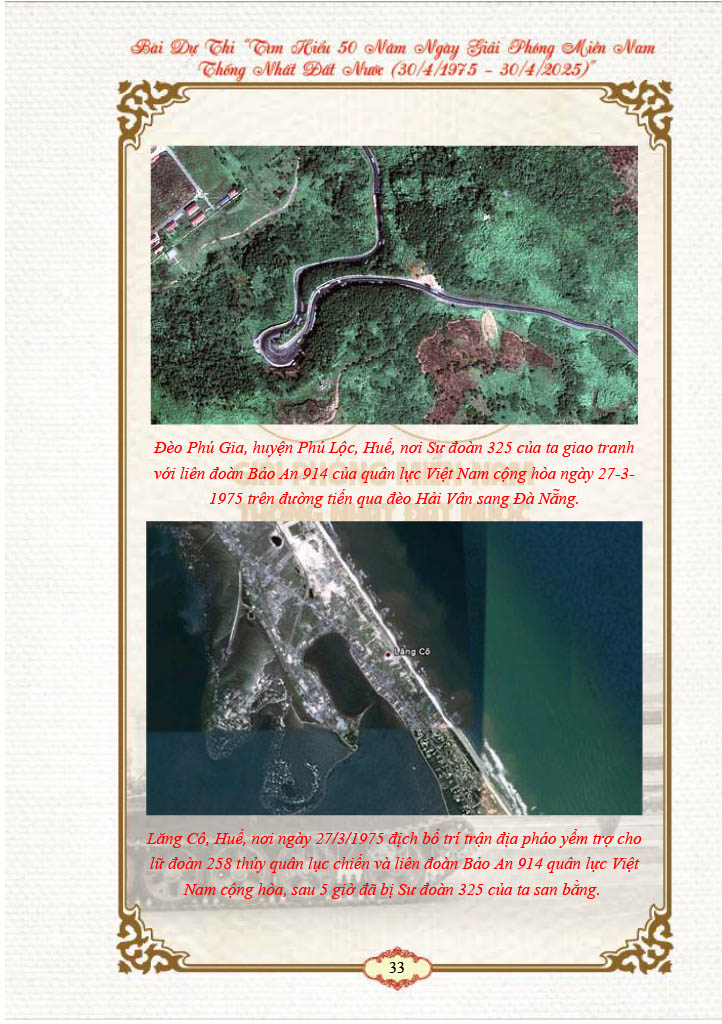 Bài Dự Thi “Tìm Hiểu 50 Năm Ngày Giải Phóng Miền Nam
Thống Nhất Đất Nước (30/4/1975 – 30/4/2025)”
Đèo Phú Gia, huyện Phú Lộc, Huế, nơi Sư đoàn 325 của ta giao tranh
với liên đoàn Bảo An 914 của quân lực Việt Nam cộng hòa ngày 27-3-
1975 trên đường tiến qua đèo Hải Vân sang Đà Nẵng.
Lăng Cô
Lăng Cô, Huế, nơi ngày 27/3/1975 địch bố trí trận địa pháo yểm trợ cho
lữ đoàn 258 thủy quân lục chiến và liên đoàn Bảo An 914 quân lực Việt
Nam cộng hòa, sau 5 giờ đã bị Sư đoàn 325 của ta san bằng.
33